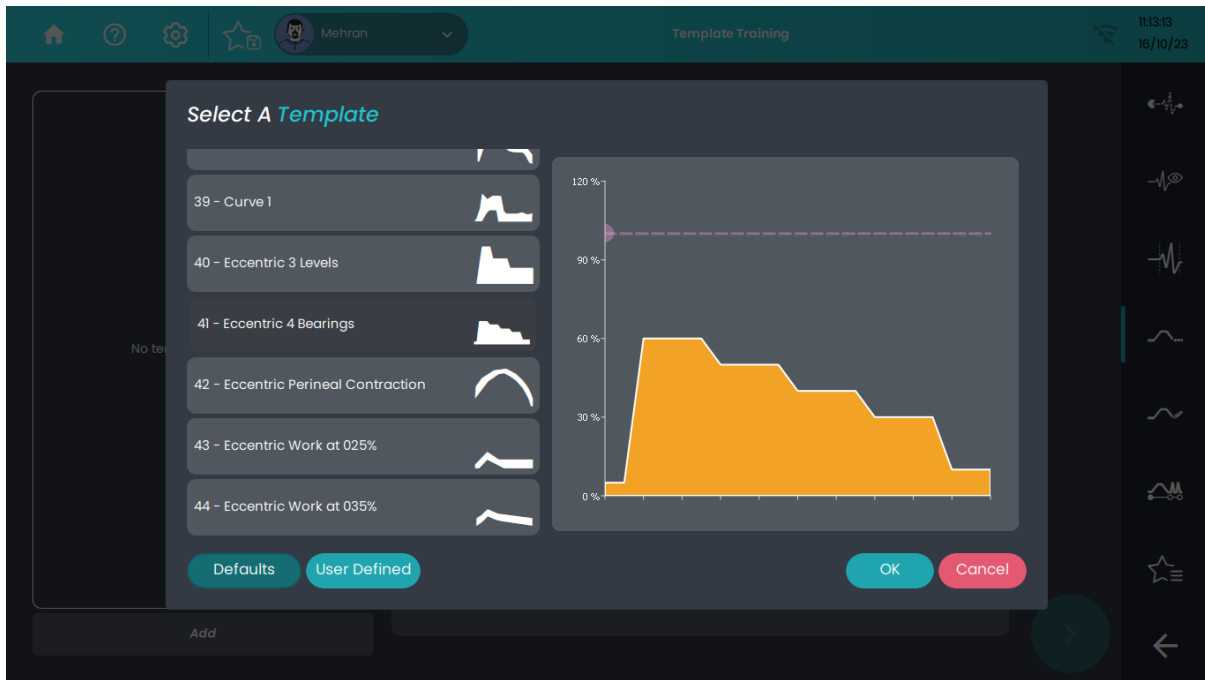 Mehran
Template Training
11:13:13
16/10/23
Select A Template
39 - Curve 1
40 - Eccentric 3 Levels
41 - Eccentric 4 Bearings
42 - Eccentric Perineal Contraction
43 - Eccentric Work at 025%
44 - Eccentric Work at 035%
120 %
90 %
60 %
30 %
0 %
No te
Defaults
User Defined
OK
Cancel
Add